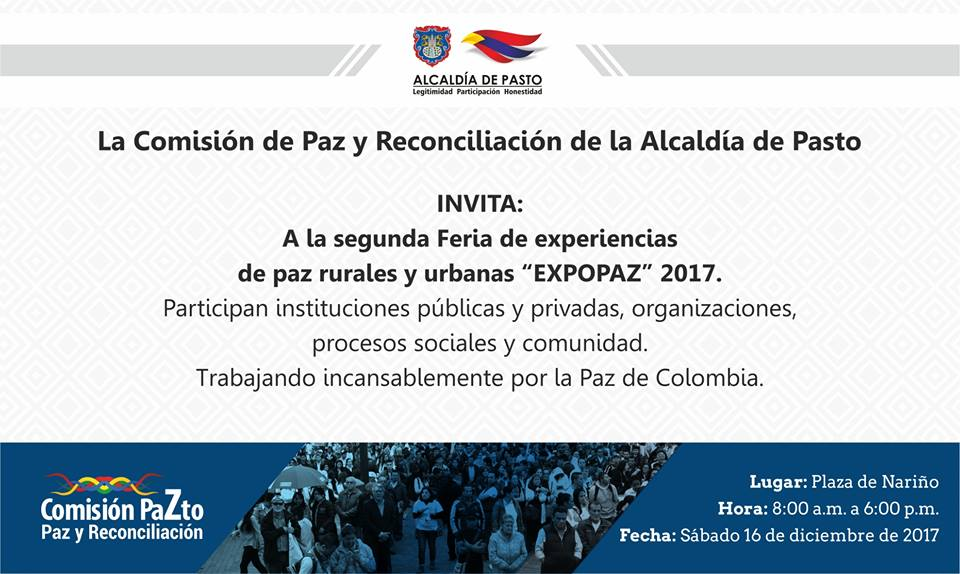 ALCALDÍA DE PASTO
Legitimidad Participación Honestidad
La Comisión de Paz y Reconciliación de la Alcaldía de Pasto
INVITA:
A la segunda Feria de experiencias
de paz rurales y urbanas “EXPOPAZ” 2017.
Participan instituciones públicas y privadas, organizaciones,
procesos sociales y comunidad.
Trabajando incansablemente por la Paz de Colombia.
Comisión PaZto
Paz y Reconciliación
Lugar: Plaza de Nariño
Hora: 8:00 a.m. a 6:00 p.m.
Fecha: Sábado 16 de diciembre de 2017